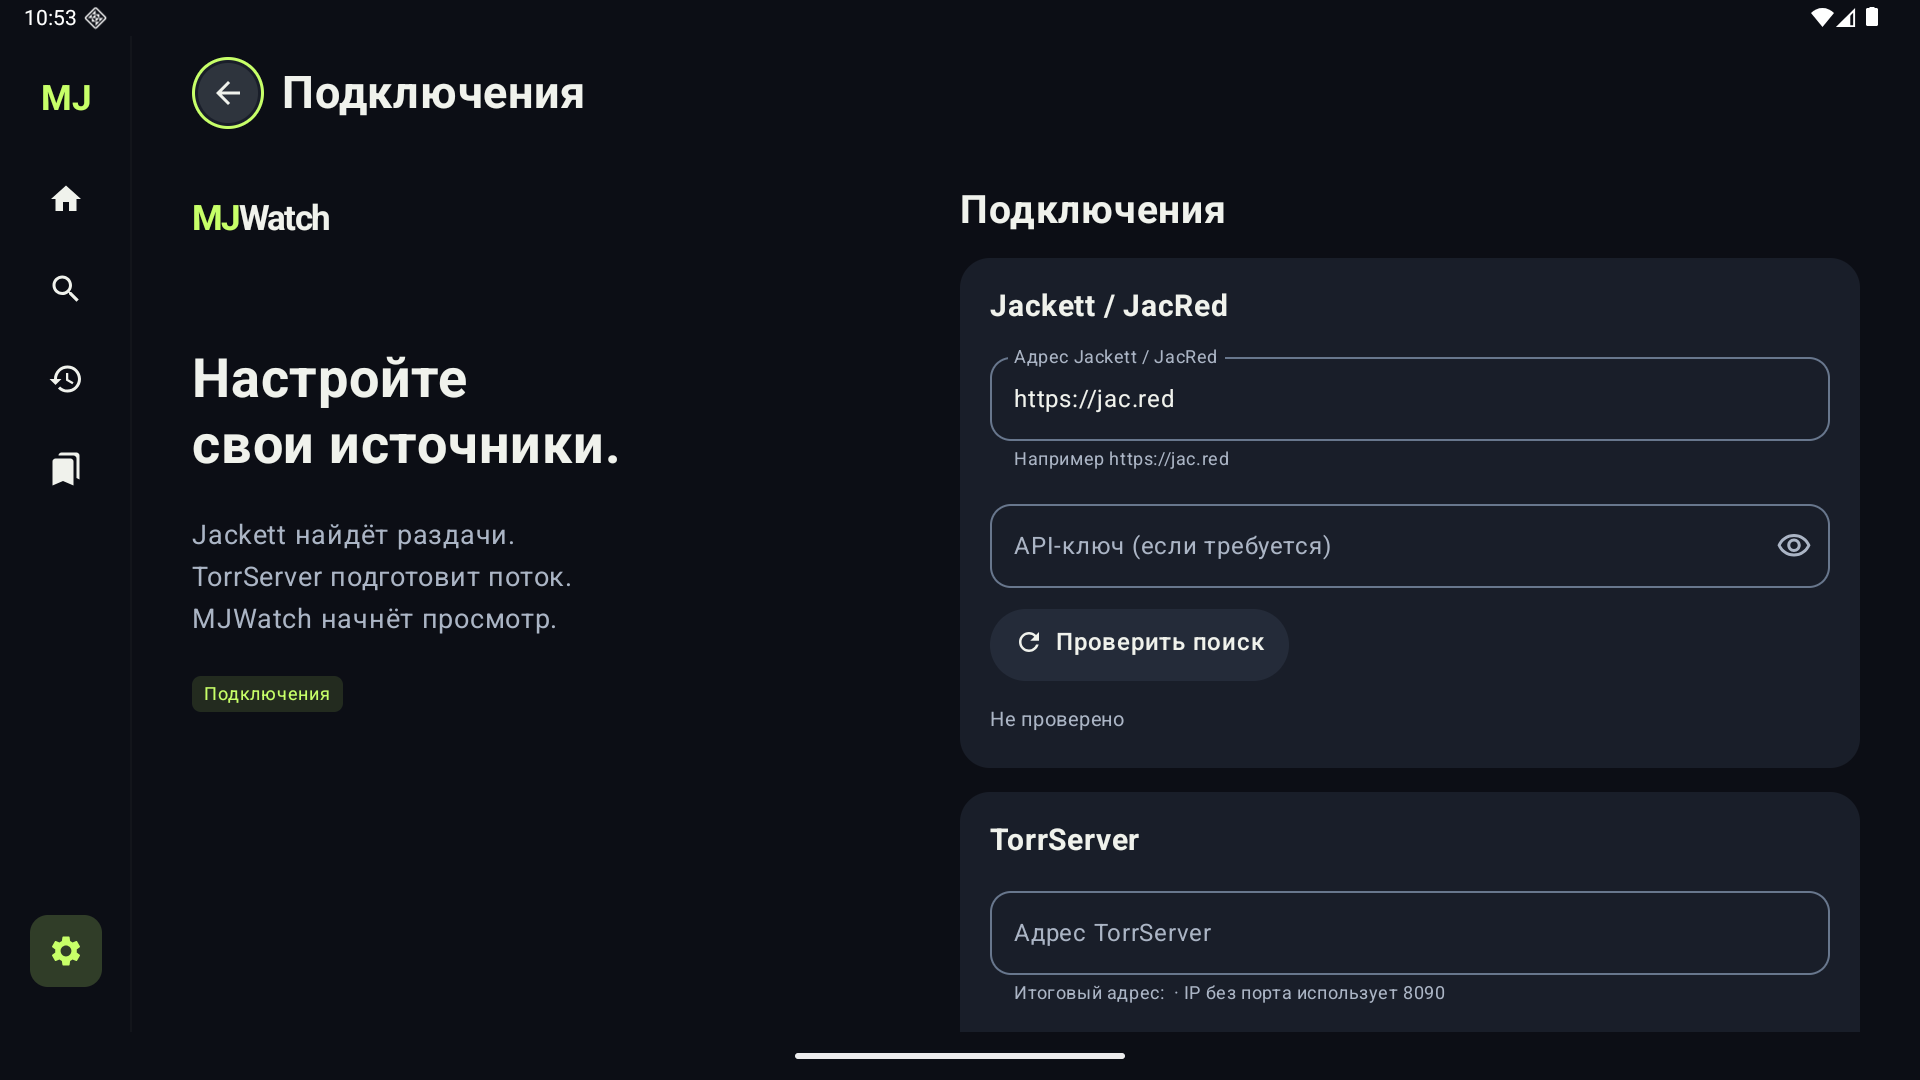 10:53
MJ
Подключения
MJWatch
Настройте
свои источники.
Jackett найдёт раздачи.
TorrServer подготовит поток.
MJWatch начнёт просмотр.
Подключения
Подключения
Jackett / JacRed
Адрес Jackett / JacRed
https://jac.red
Например https://jac.red
API-ключ (если требуется)
Проверить поиск
Не проверено
TorrServer
Адрес TorrServer
Итоговый адрес:  · IP без порта использует 8090